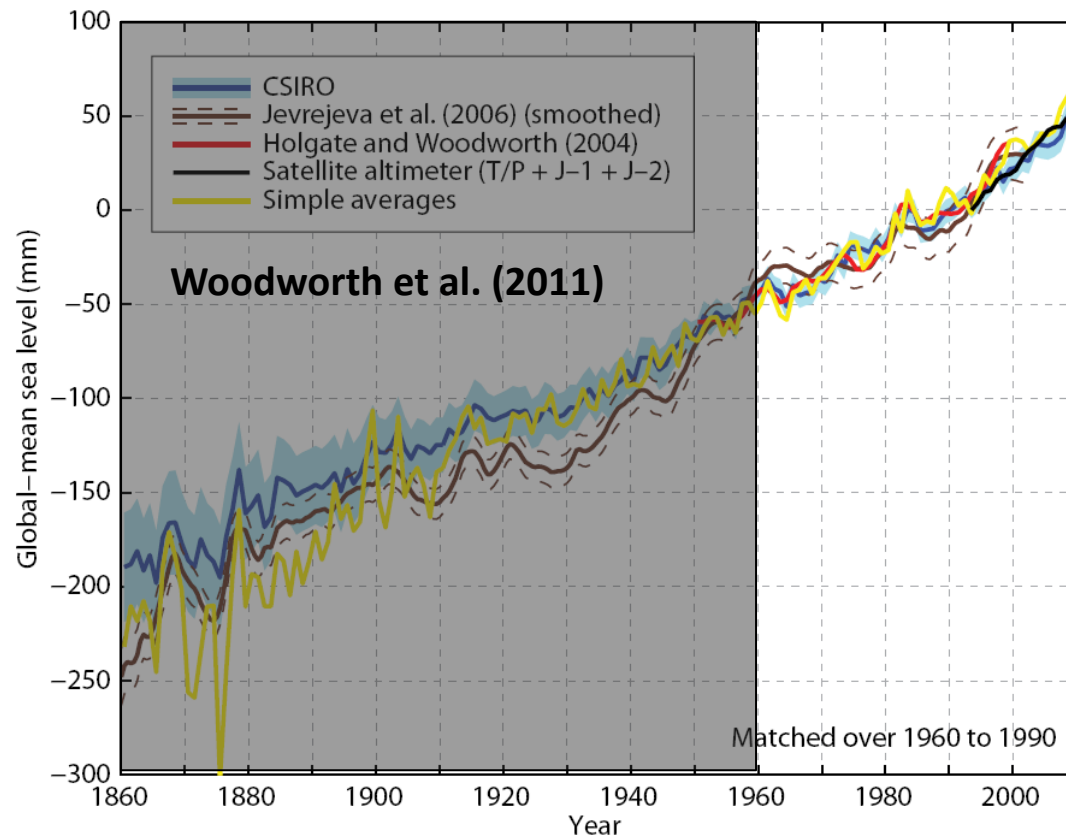 100
50
0
−50
−100
−150
−200
−250
−300
Global−mean sea level (mm)
CSIRO
Jevrejeva et al. (2006) (smoothed)
Holgate and Woodworth (2004)
Satellite altimeter (T/P + J−1 + J−2)
Simple averages
Woodworth et al. (2011)
Matched over 1960 to 1990
1860 1880 1900 1920 1940 1960 1980 2000
Year